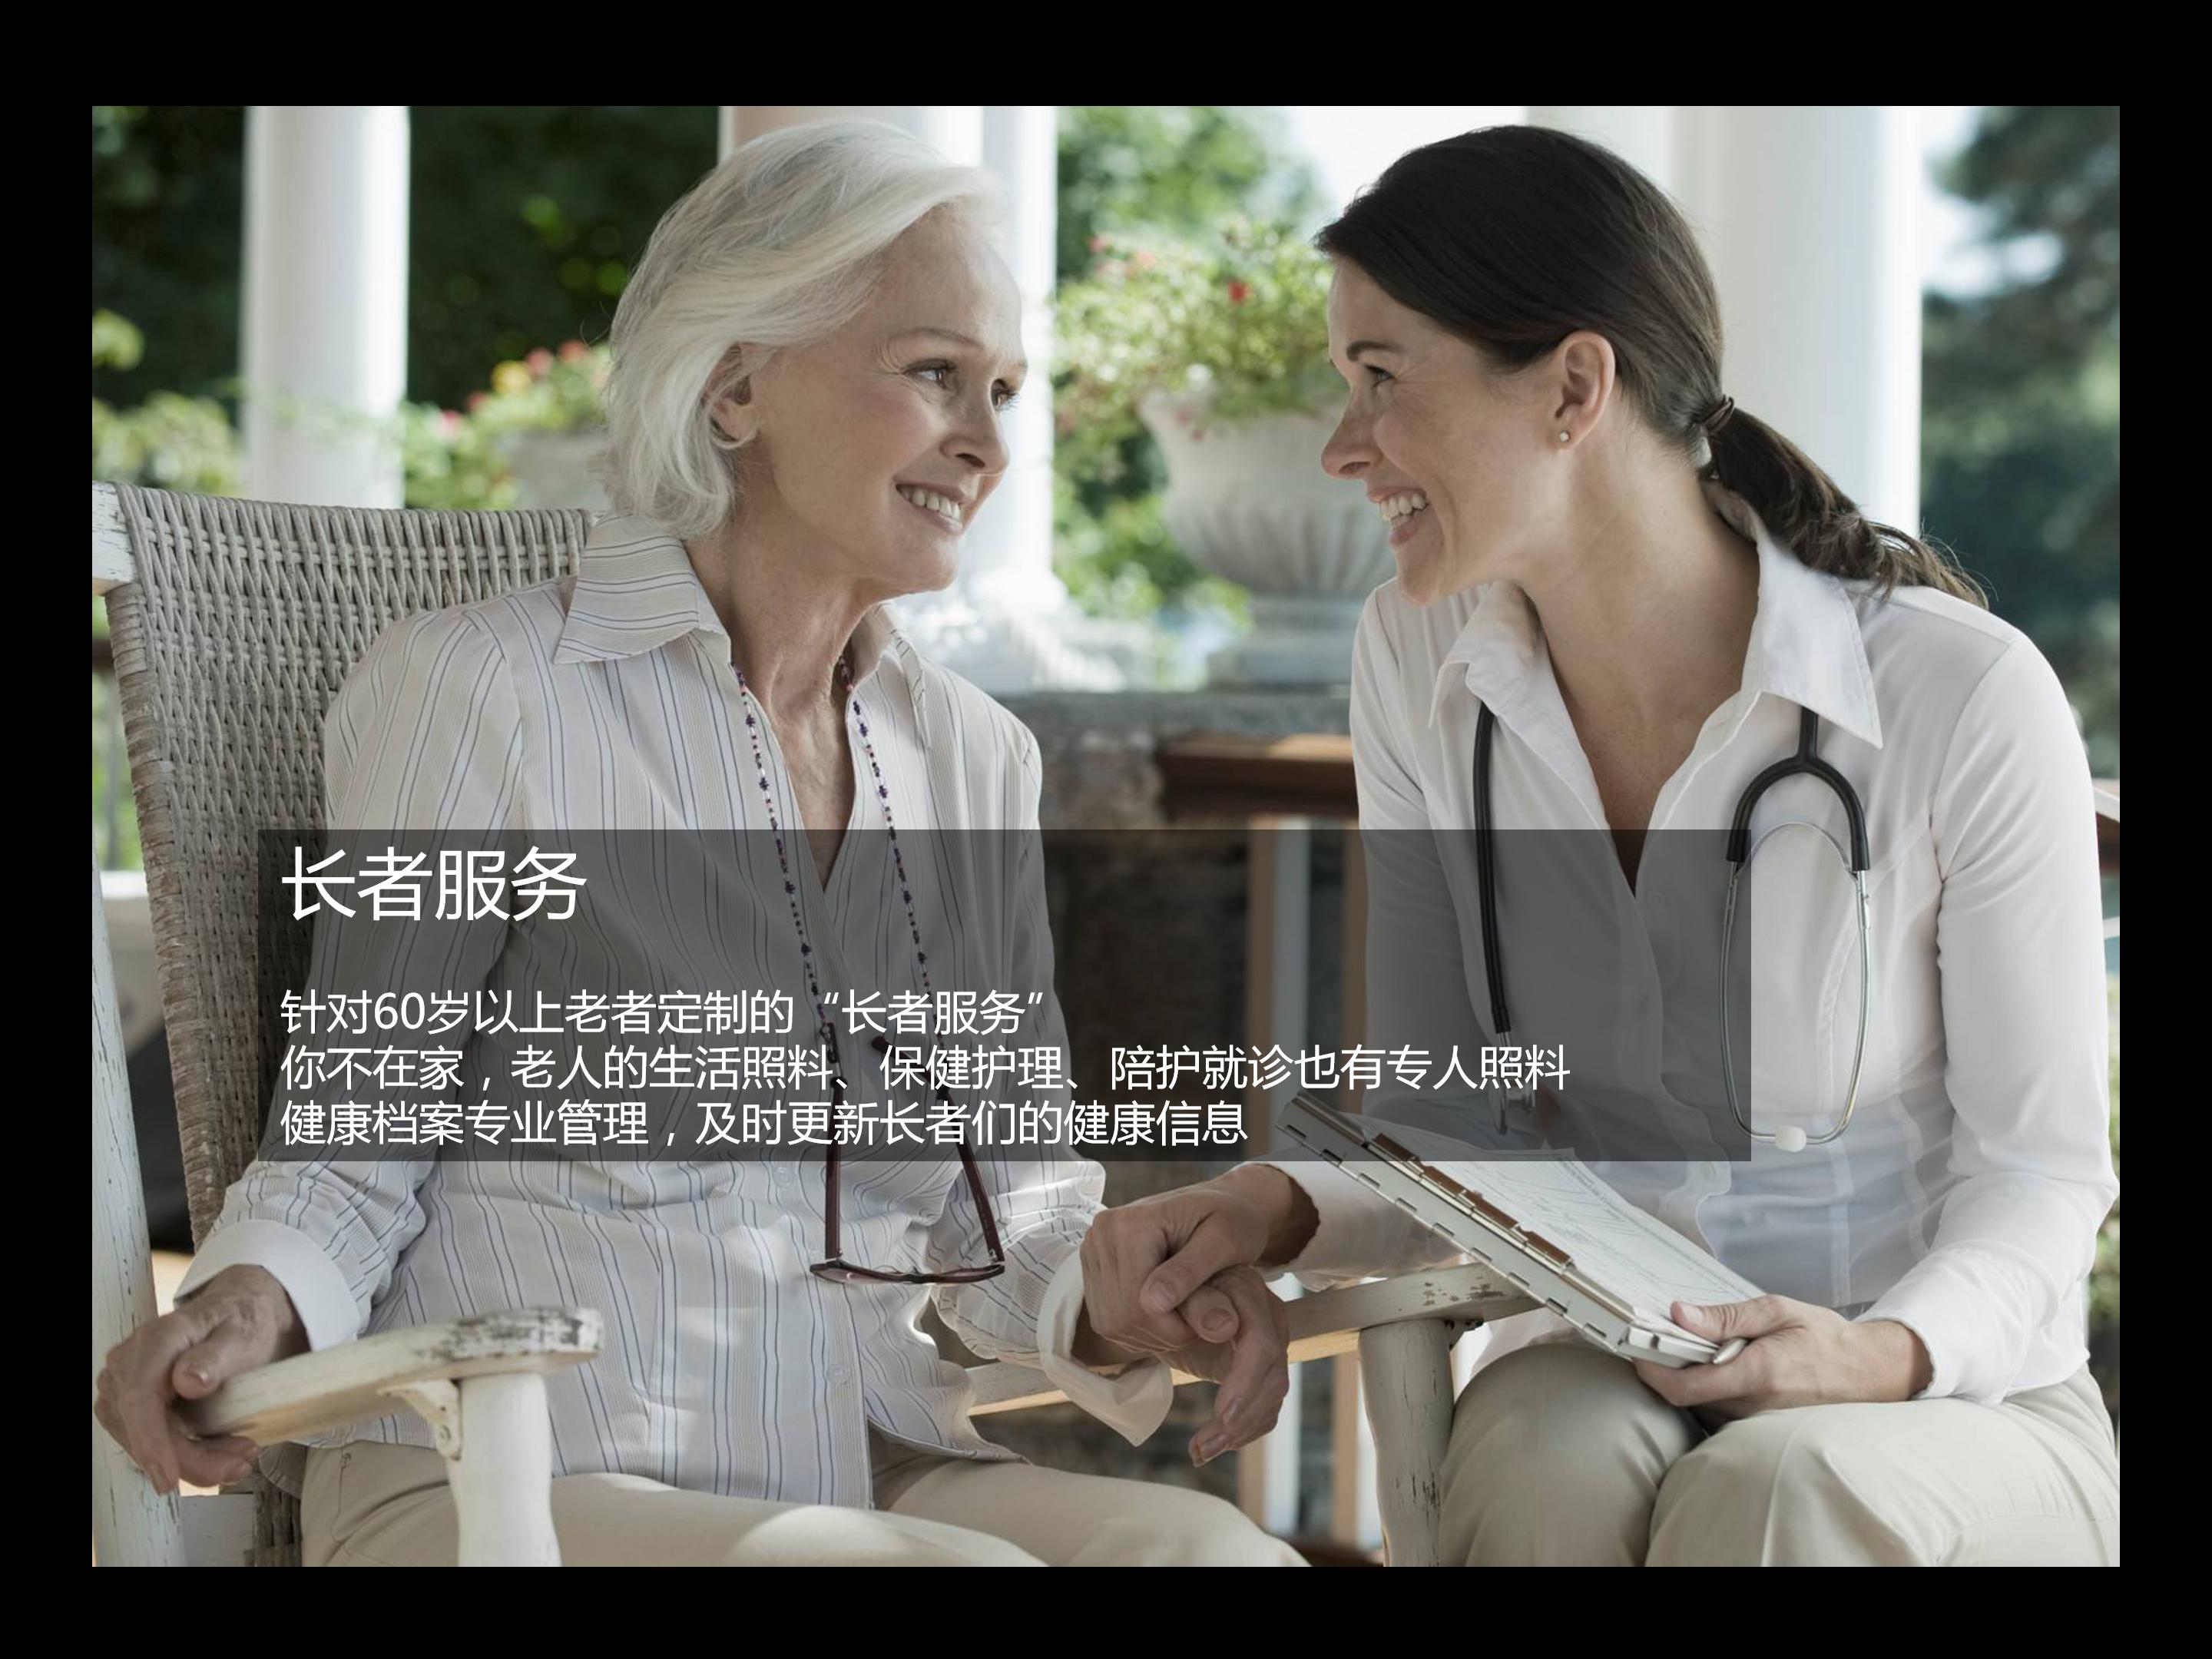 长者服务
针对60岁以上老者定制的“长者服务”
你不在家，老人的生活照料、保健护理、陪护就诊也有专人照料
健康档案专业管理，及时更新长者们的健康信息